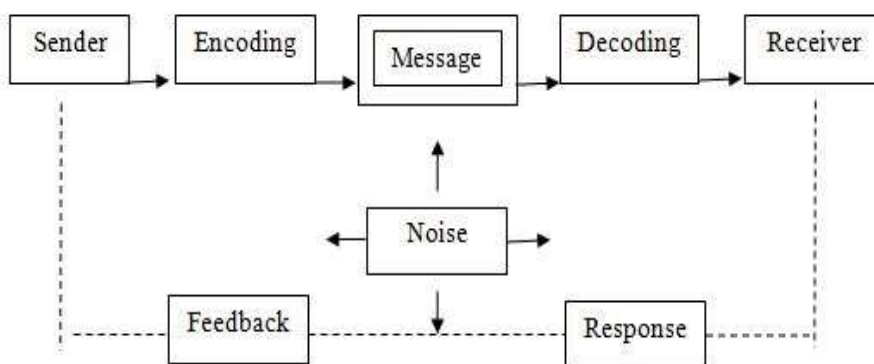 Sender
Encoding
Message
Decoding
Receiver
Noise
Feedback
Response